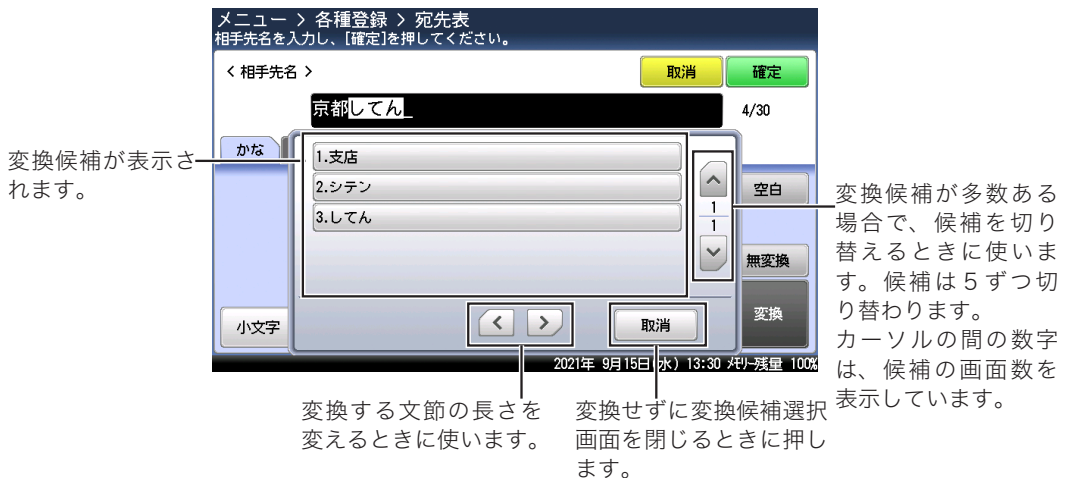 メニュー > 各種登録 > 宛先表
相手先名を入力し、[確定]を押してください。
< 相手先名 >
取消
確定
京都してん_
4/30
かな
1.支店
2.シテン
3.してん
1
1
空白
無変換
変換
小文字
取消
2021年 9月15日(水) 13:30 ﾒﾓﾘｰ残量 100%
変換候補が表示さ
れます。
変換する文節の長さを
変えるときに使います。
変換せずに変換候補選択
画面を閉じるときに押し
ます。
変換候補が多数ある
場合で、候補を切り
替えるときに使いま
す。候補は５ずつ切
り替わります。
カーソルの間の数字
は、候補の画面数を
表示しています。